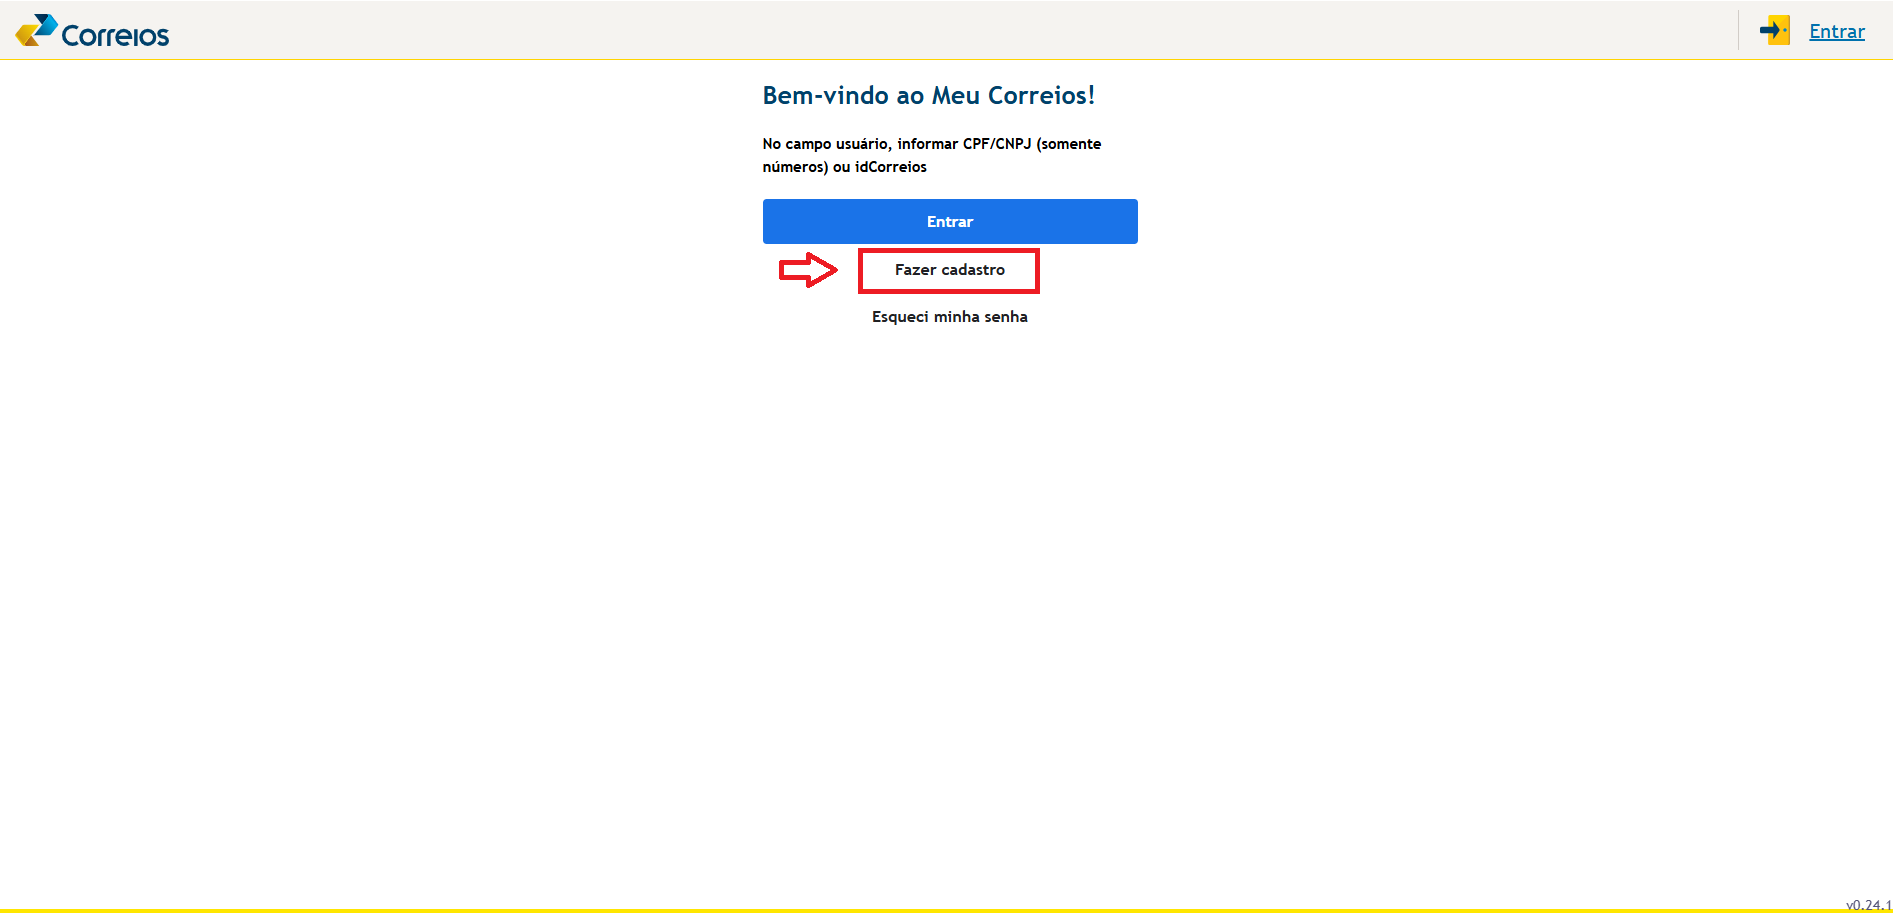 Correios
Entrar
Bem-vindo ao Meu Correios!
No campo usuário, informar CPF/CNPJ (somente
números) ou idCorreios
Entrar
Fazer cadastro
Esqueci minha senha
v0.24.1